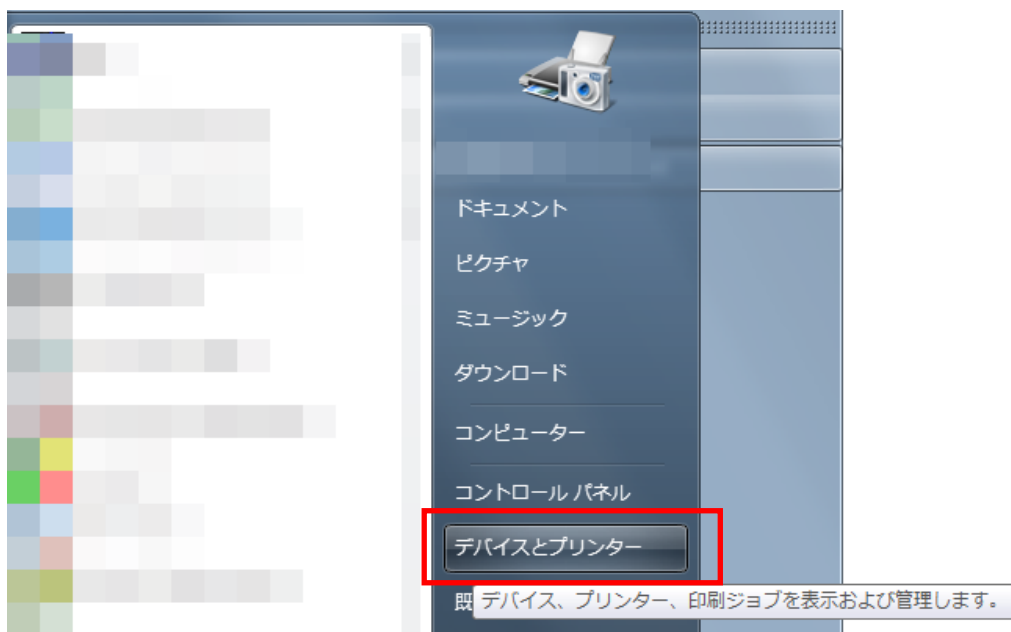 ドキュメント
ピクチャ
ミュージック
ダウンロード
コンピューター
コントロール パネル
デバイスとプリンター
既
デバイス、プリンター、印刷ジョブを表示および管理します。